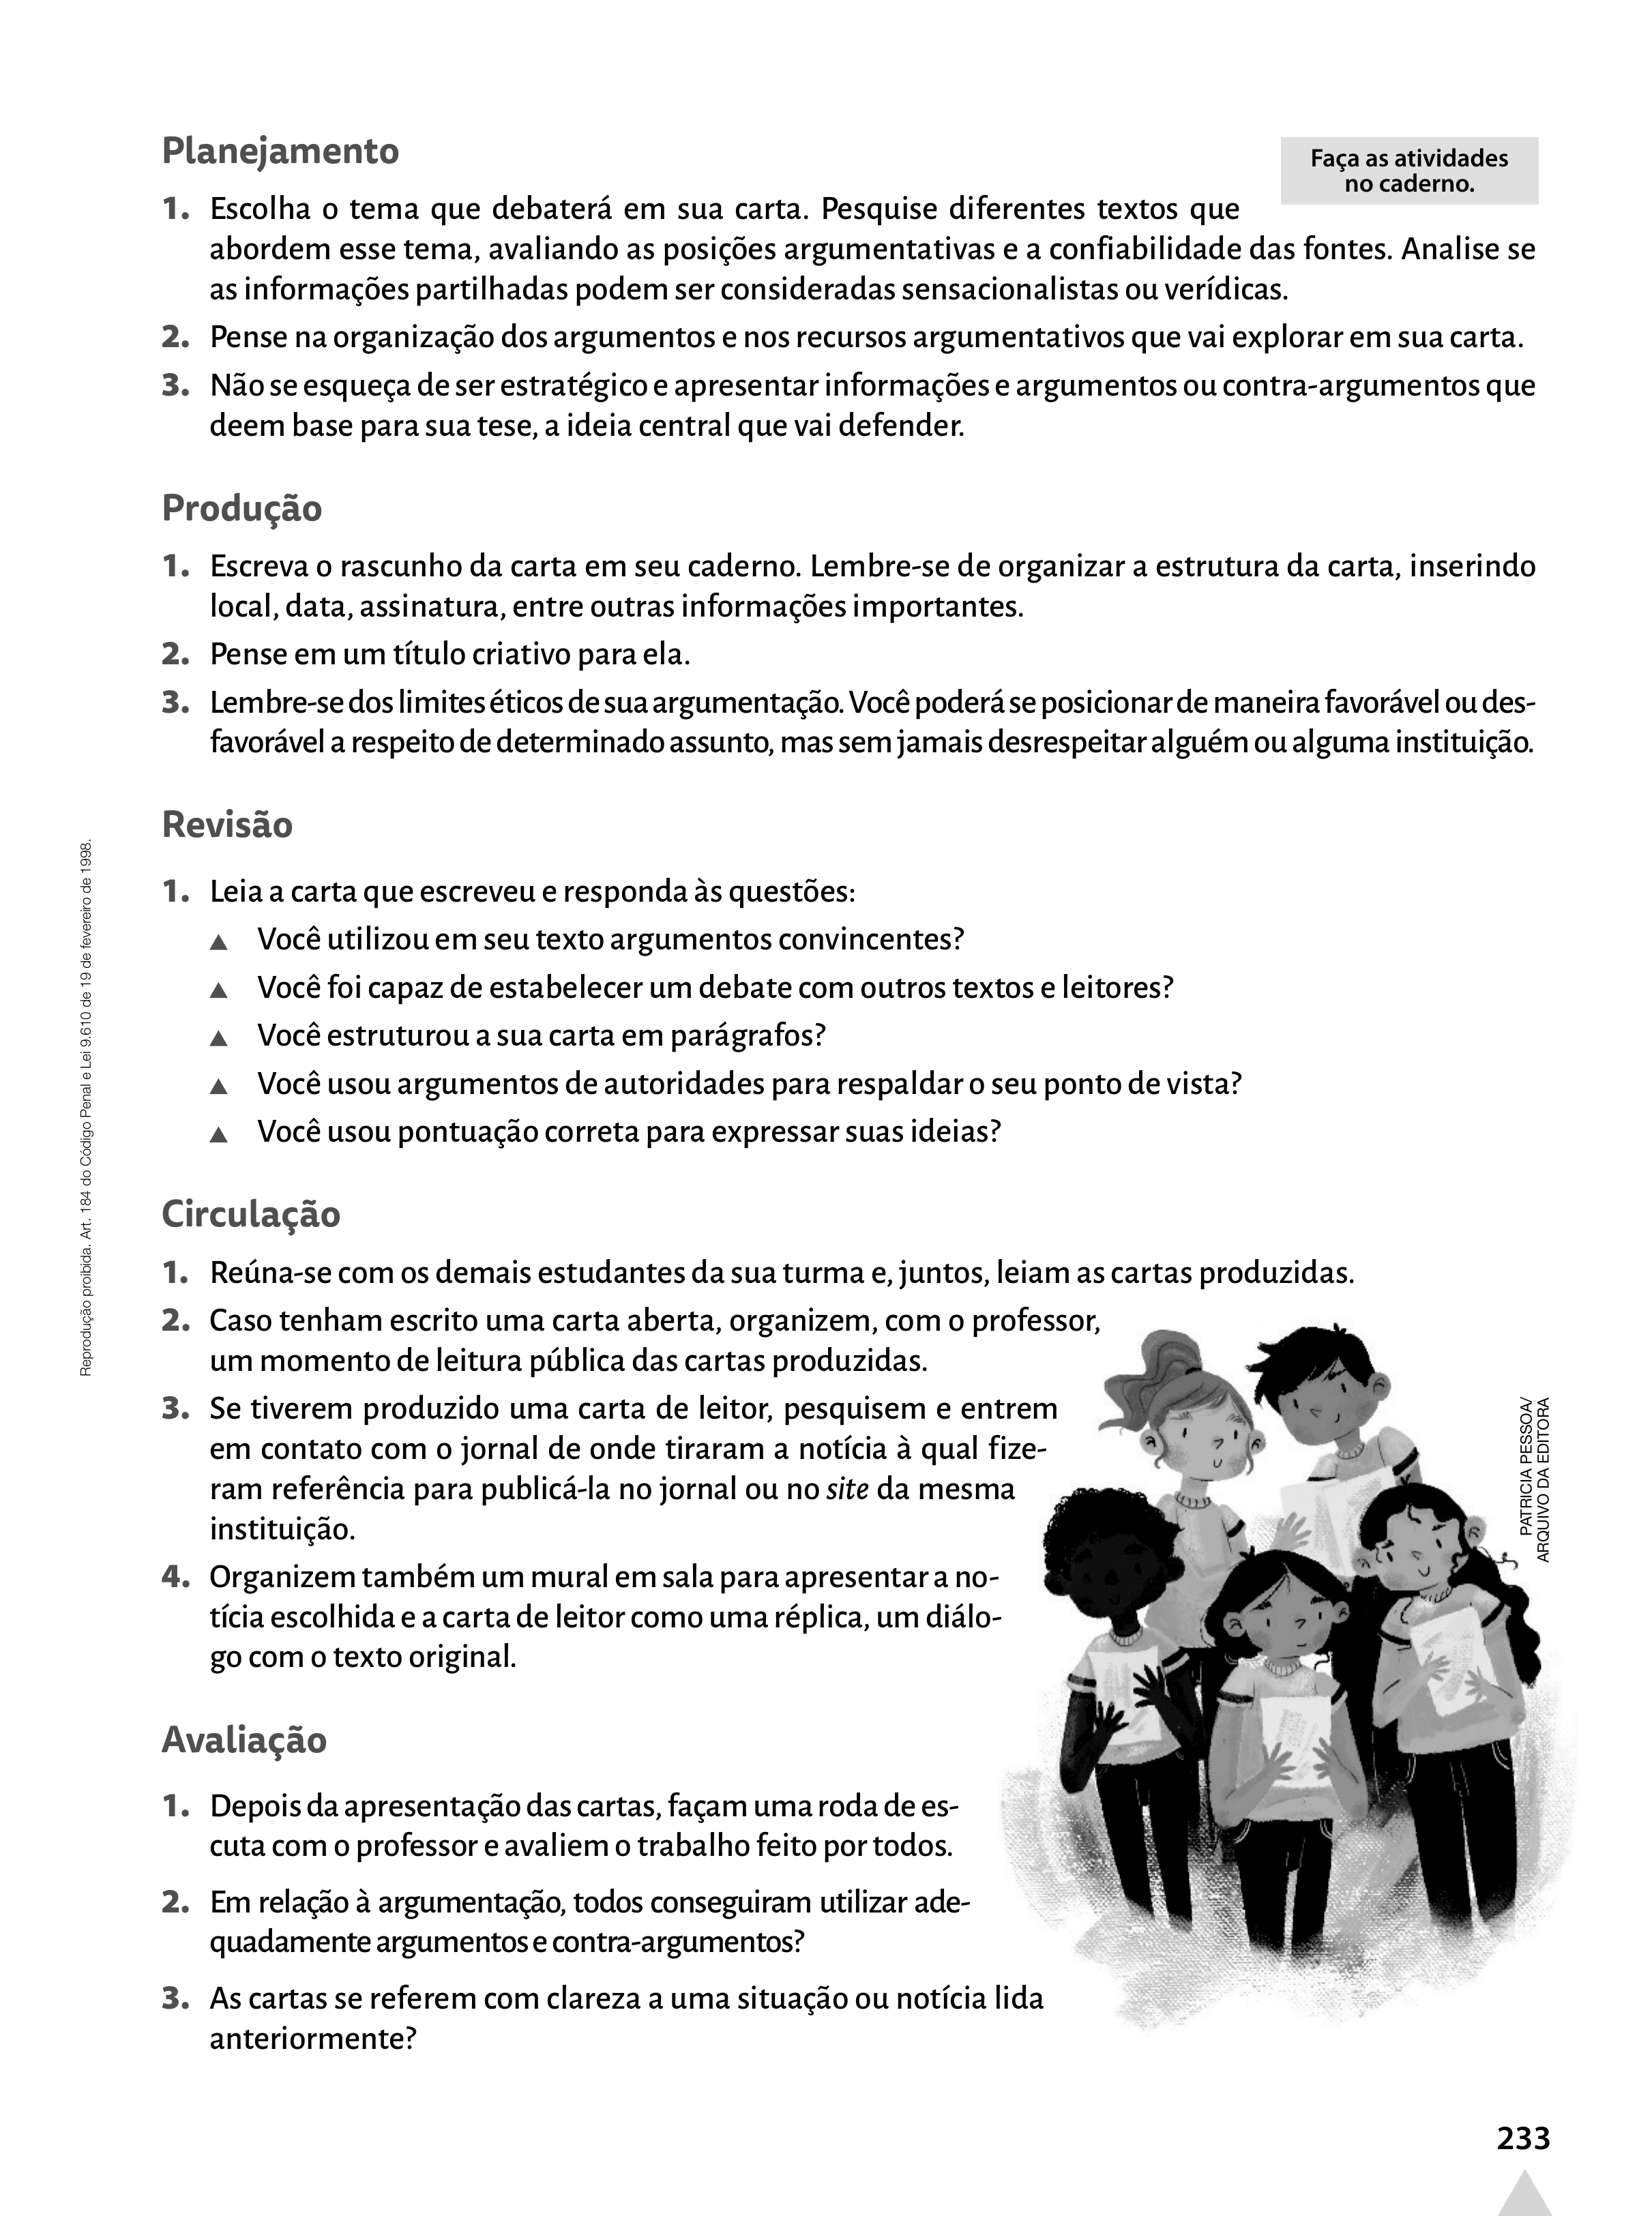 Planejamento
Faça as atividades
no caderno.
1. Escolha o tema que debaterá em sua carta. Pesquise diferentes textos que
abordem esse tema, avaliando as posições argumentativas e a confiabilidade das fontes. Analise se
as informações partilhadas podem ser consideradas sensacionalistas ou verídicas.
2. Pense na organização dos argumentos e nos recursos argumentativos que vai explorar em sua carta.
3. Não se esqueça de ser estratégico e apresentar informações e argumentos ou contra-argumentos que
deem base para sua tese, a ideia central que vai defender.
Produção
1. Escreva o rascunho da carta em seu caderno. Lembre-se de organizar a estrutura da carta, inserindo
local, data, assinatura, entre outras informações importantes.
2. Pense em um título criativo para ela.
3. Lembre-se dos limites éticos de sua argumentação. Você poderá se posicionar de maneira favorável ou des-
favorável a respeito de determinado assunto, mas sem jamais desrespeitar alguém ou alguma instituição.
Revisão
1. Leia a carta que escreveu e responda às questões:
▲ Você utilizou em seu texto argumentos convincentes?
▲ Você foi capaz de estabelecer um debate com outros textos e leitores?
▲ Você estruturou a sua carta em parágrafos?
▲ Você usou argumentos de autoridades para respaldar o seu ponto de vista?
▲ Você usou pontuação correta para expressar suas ideias?
Circulação
1. Reúna-se com os demais estudantes da sua turma e, juntos, leiam as cartas produzidas.
2. Caso tenham escrito uma carta aberta, organizem, com o professor,
um momento de leitura pública das cartas produzidas.
3. Se tiverem produzido uma carta de leitor, pesquisem e entrem
em contato com o jornal de onde tiraram a notícia à qual fize-
ram referência para publicá-la no jornal ou no site da mesma
instituição.
4. Organizem também um mural em sala para apresentar a no-
tícia escolhida e a carta de leitor como uma réplica, um diálo-
go com o texto original.
Avaliação
1. Depois da apresentação das cartas, façam uma roda de es-
cuta com o professor e avaliem o trabalho feito por todos.
2. Em relação à argumentação, todos conseguiram utilizar ade-
quadamente argumentos e contra-argumentos?
3. As cartas se referem com clareza a uma situação ou notícia lida
anteriormente?
PATRICIA PESSOA/
ARQUIVO DA EDITORA
Reprodução proibida. Art. 184 do Código Penal e Lei 9.610 de 19 de fevereiro de 1998.
233